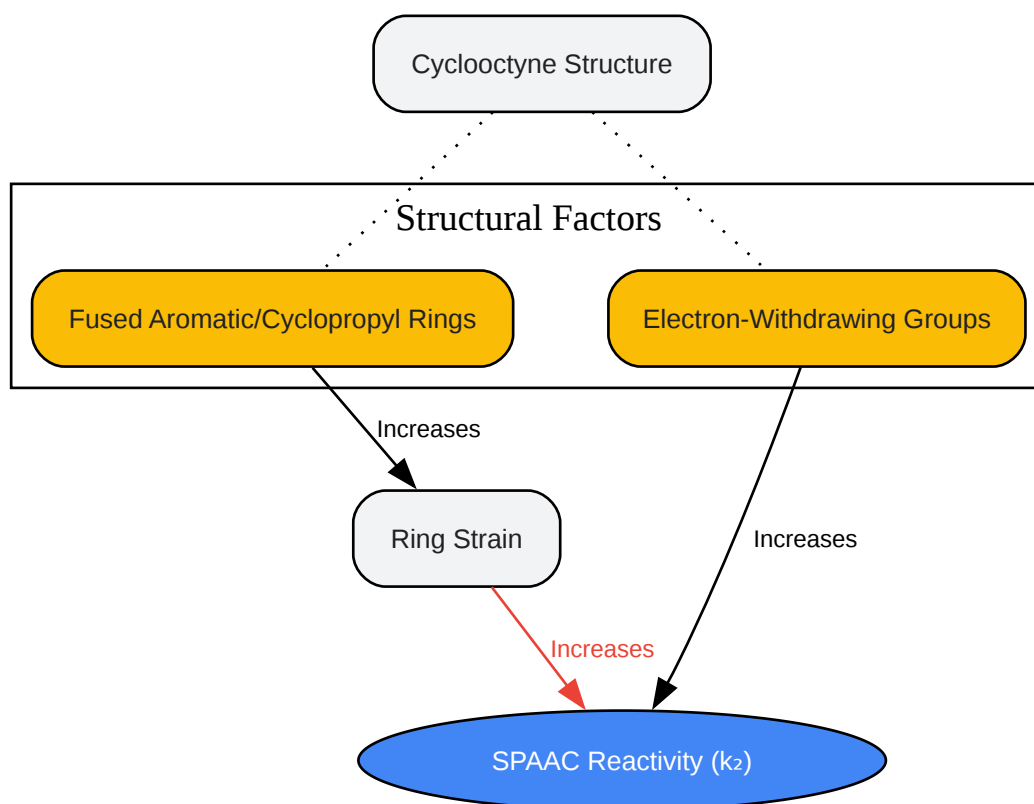 Cyclooctyne Structure
Structural Factors
Fused Aromatic/Cyclopropyl Rings
Electron-Withdrawing Groups
Increases
Ring Strain
Increases
Increases
SPAAC Reactivity (k₂)